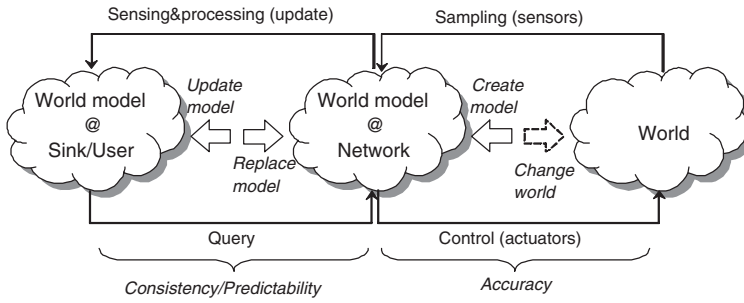 Sensing&processing (update)
Sampling (sensors)
World model
@
Sink/User
Update
model
Replace
model
World model
@
Network
Create
model
Change
world
World
Query
Control (actuators)
Consistency/Predictability
Accuracy